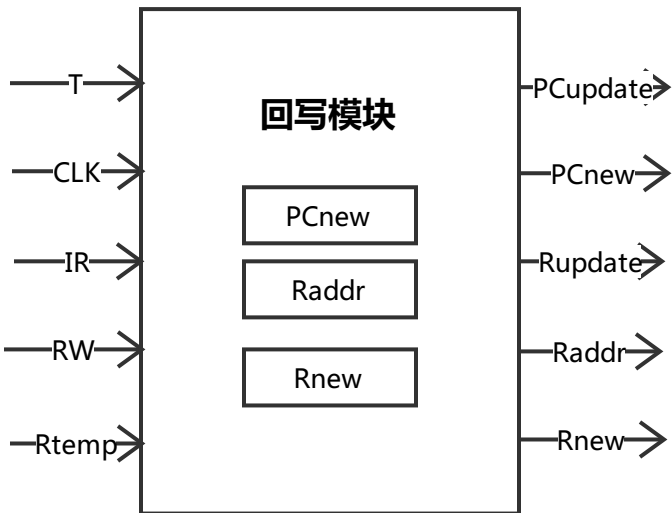 T
CLK
IR
RW
Rtemp
回写模块
PCnew
Raddr
Rnew
PCupdate
PCnew
Rupdate
Raddr
Rnew